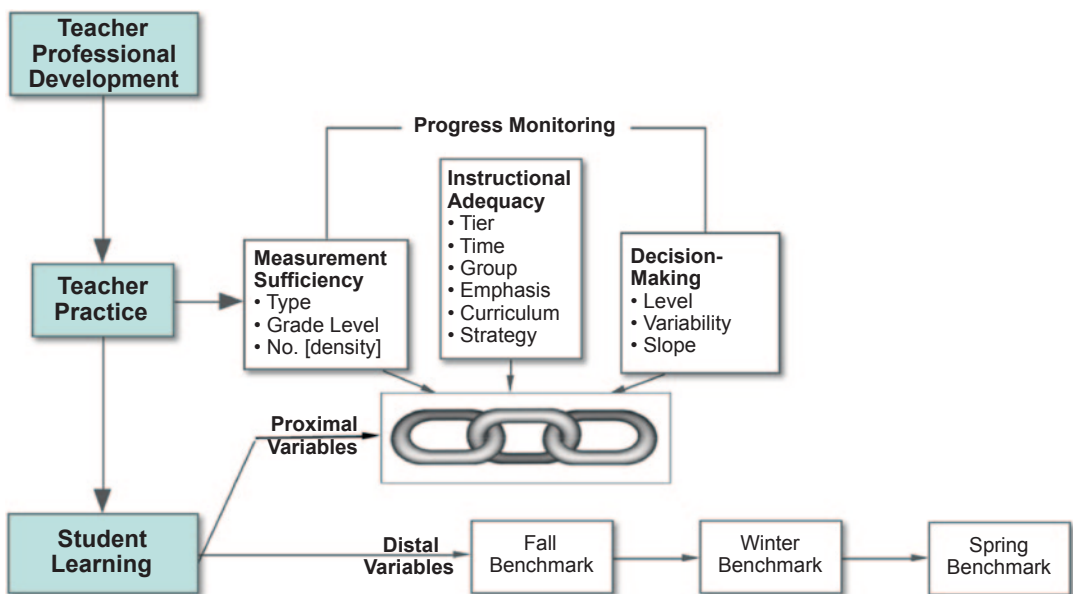 Teacher
Professional
Development
Progress Monitoring
Instructional
Adequacy
• Tier
• Time
• Group
• Emphasis
• Curriculum
• Strategy
Measurement
Sufficiency
• Type
• Grade Level
• No. [density]
Decision-
Making
• Level
• Variability
• Slope
Teacher
Practice
Proximal
Variables
Student
Learning
Distal
Variables
Fall
Benchmark
Winter
Benchmark
Spring
Benchmark